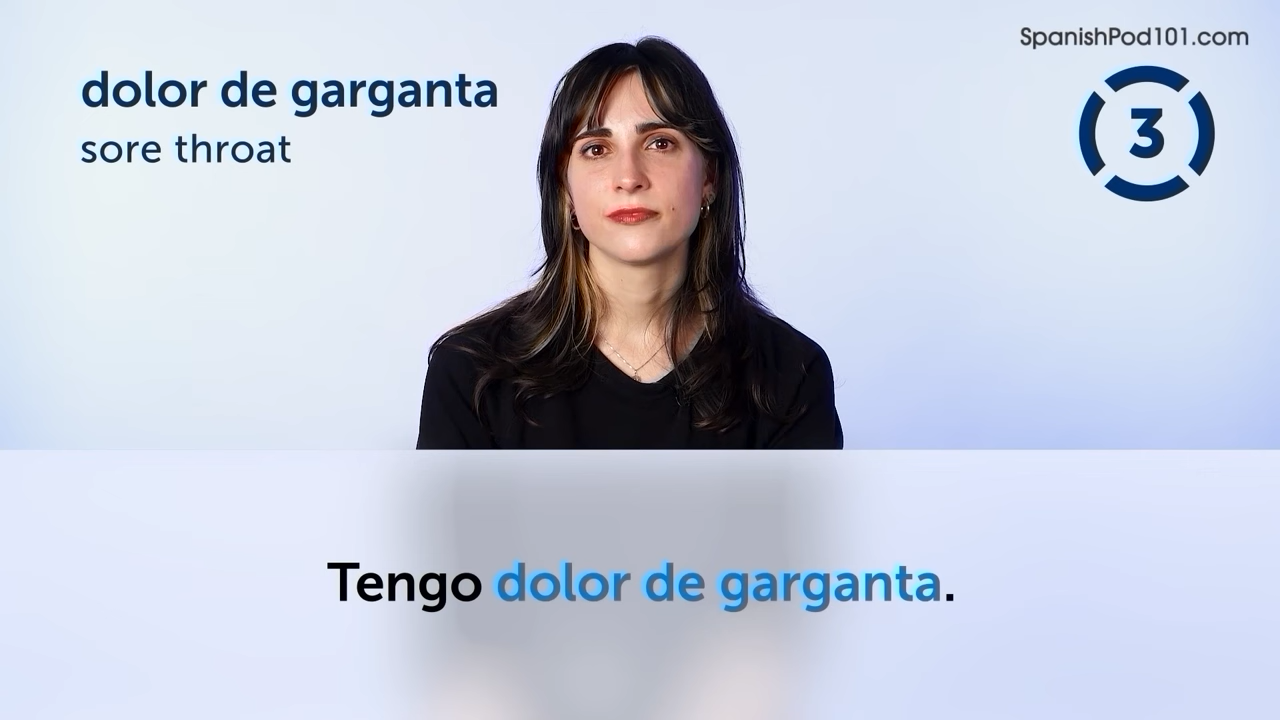 SpanishPod101.com
dolor de garganta
sore throat
3
Tengo dolor de garganta.